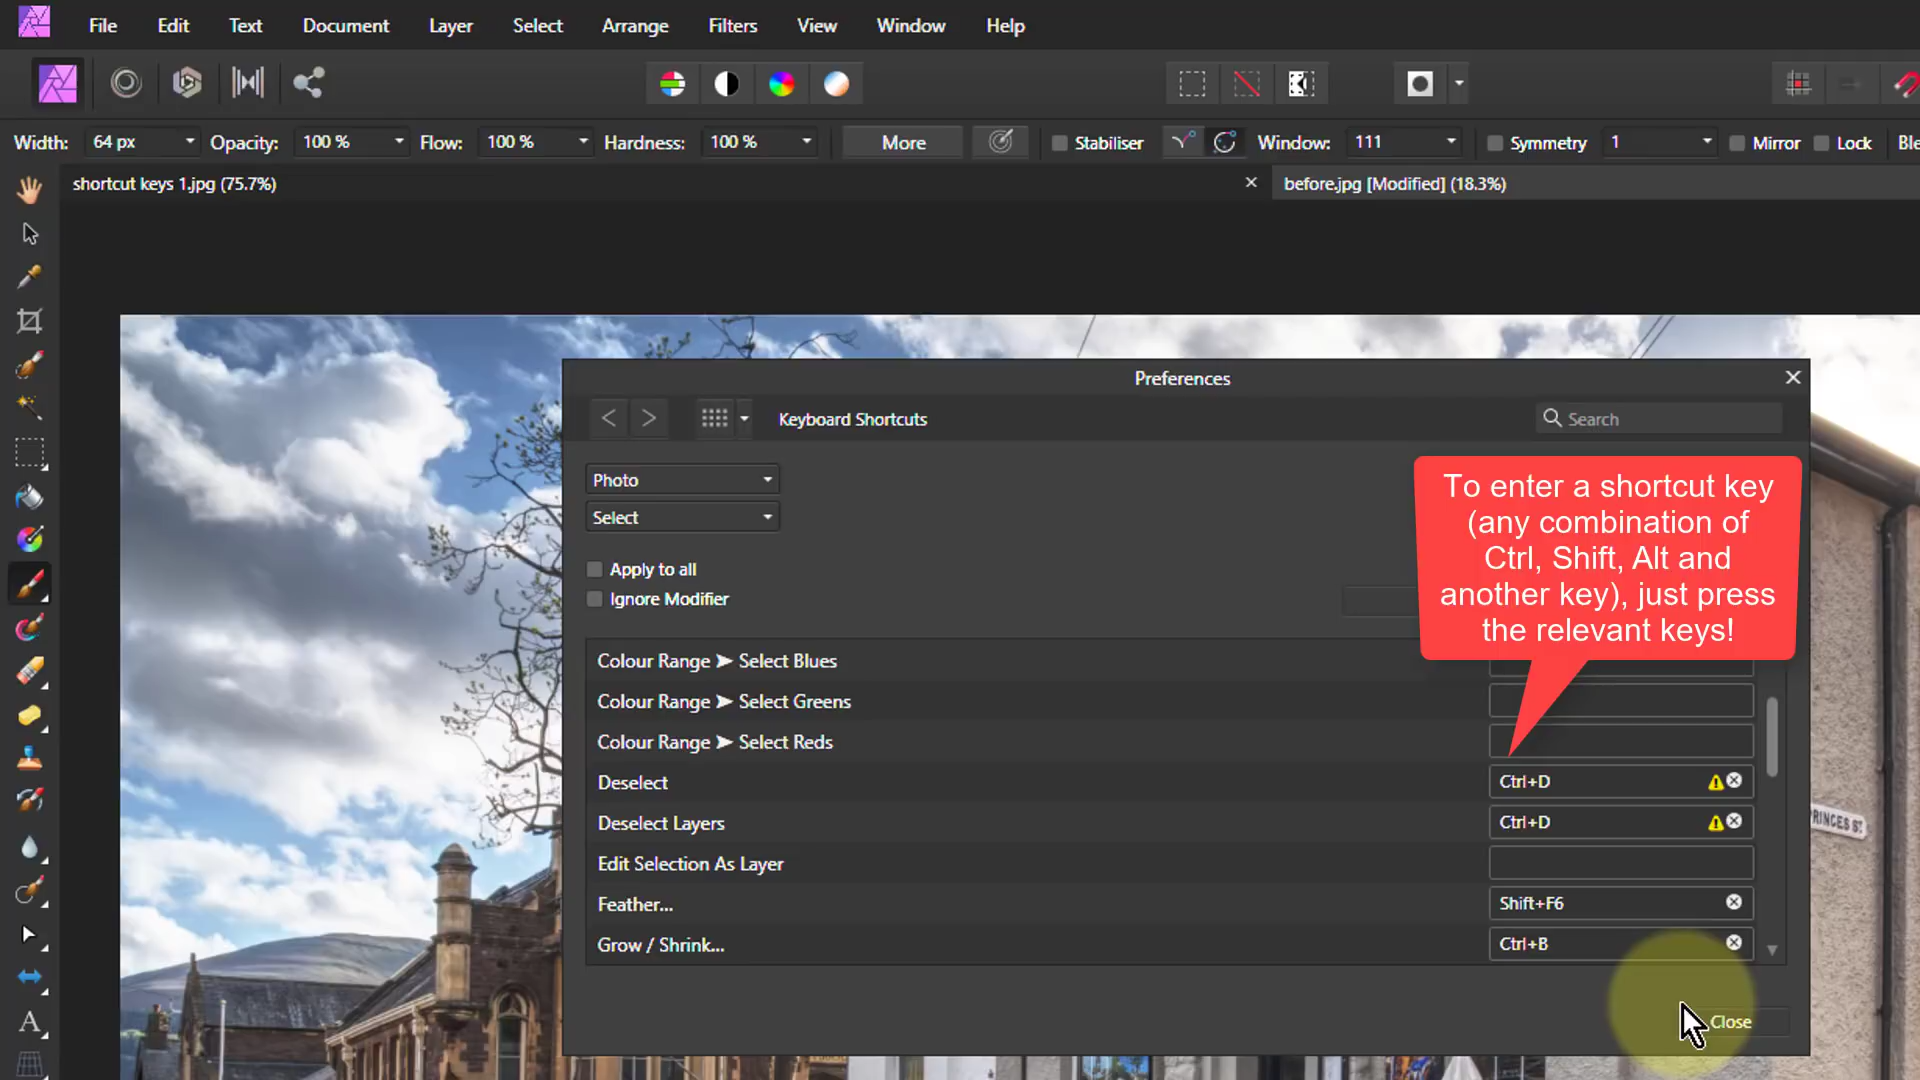 File Edit Text Document Layer Select Arrange Filters View Window Help
Width: 64 px Opacity: 100 % Flow: 100 % Hardness: 100 % More Stabiliser Window: 111 Symmetry 1 Mirror Lock Ble
shortcut keys 1.jpg (75.7%) before.jpg [Modified] (18.3%)
Preferences
Keyboard Shortcuts Search
Photo
Select
Apply to all
Ignore Modifier
To enter a shortcut key
(any combination of
Ctrl, Shift, Alt and
another key), just press
the relevant keys!
Colour Range ➤ Select Blues
Colour Range ➤ Select Greens
Colour Range ➤ Select Reds
Deselect Ctrl+D
Deselect Layers Ctrl+D
Edit Selection As Layer
Feather... Shift+F6
Grow / Shrink... Ctrl+B
Close
PRINCES ST.